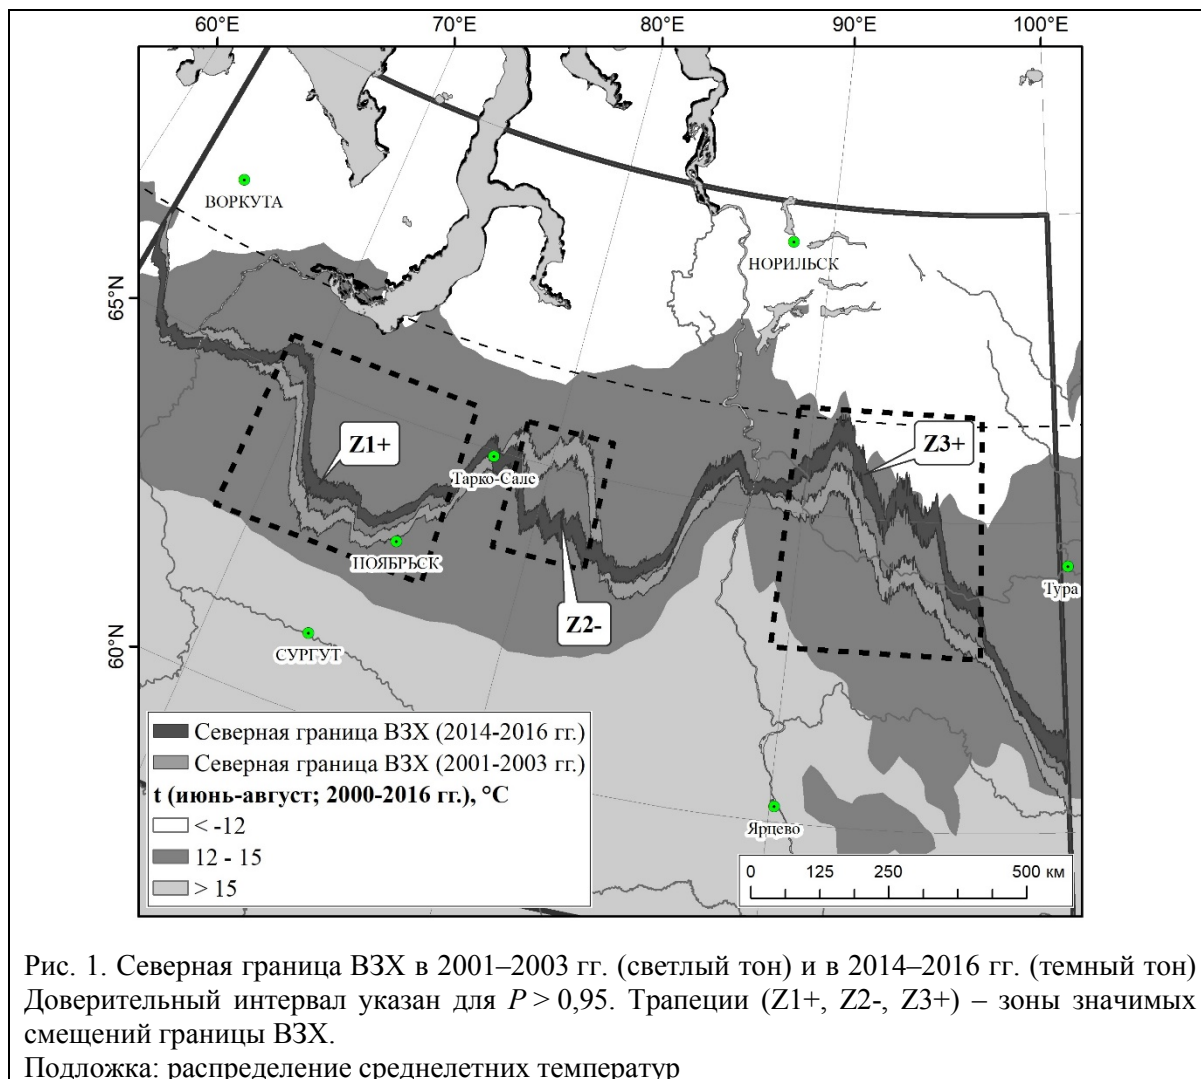 60°E 70°E 80°E 90°E 100°E
ВОРКУТА
НОРИЛЬСК
65°N
Z1+
Z3+
Тарко-Сале
НОЯБРЬСК
Тура
Z2-
60°N
СУРГУТ
Северная граница ВЗХ (2014-2016 гг.)
Северная граница ВЗХ (2001-2003 гг.)
t (июнь-август; 2000-2016 гг.), °C
< -12
12 - 15
> 15
Ярцево
0 125 250 500 км
Рис. 1. Северная граница ВЗХ в 2001–2003 гг. (светлый тон) и в 2014–2016 гг. (темный тон)
Доверительный интервал указан для P > 0,95. Трапеции (Z1+, Z2-, Z3+) – зоны значимых
смещений границы ВЗХ.
Подложка: распределение среднелетних температур